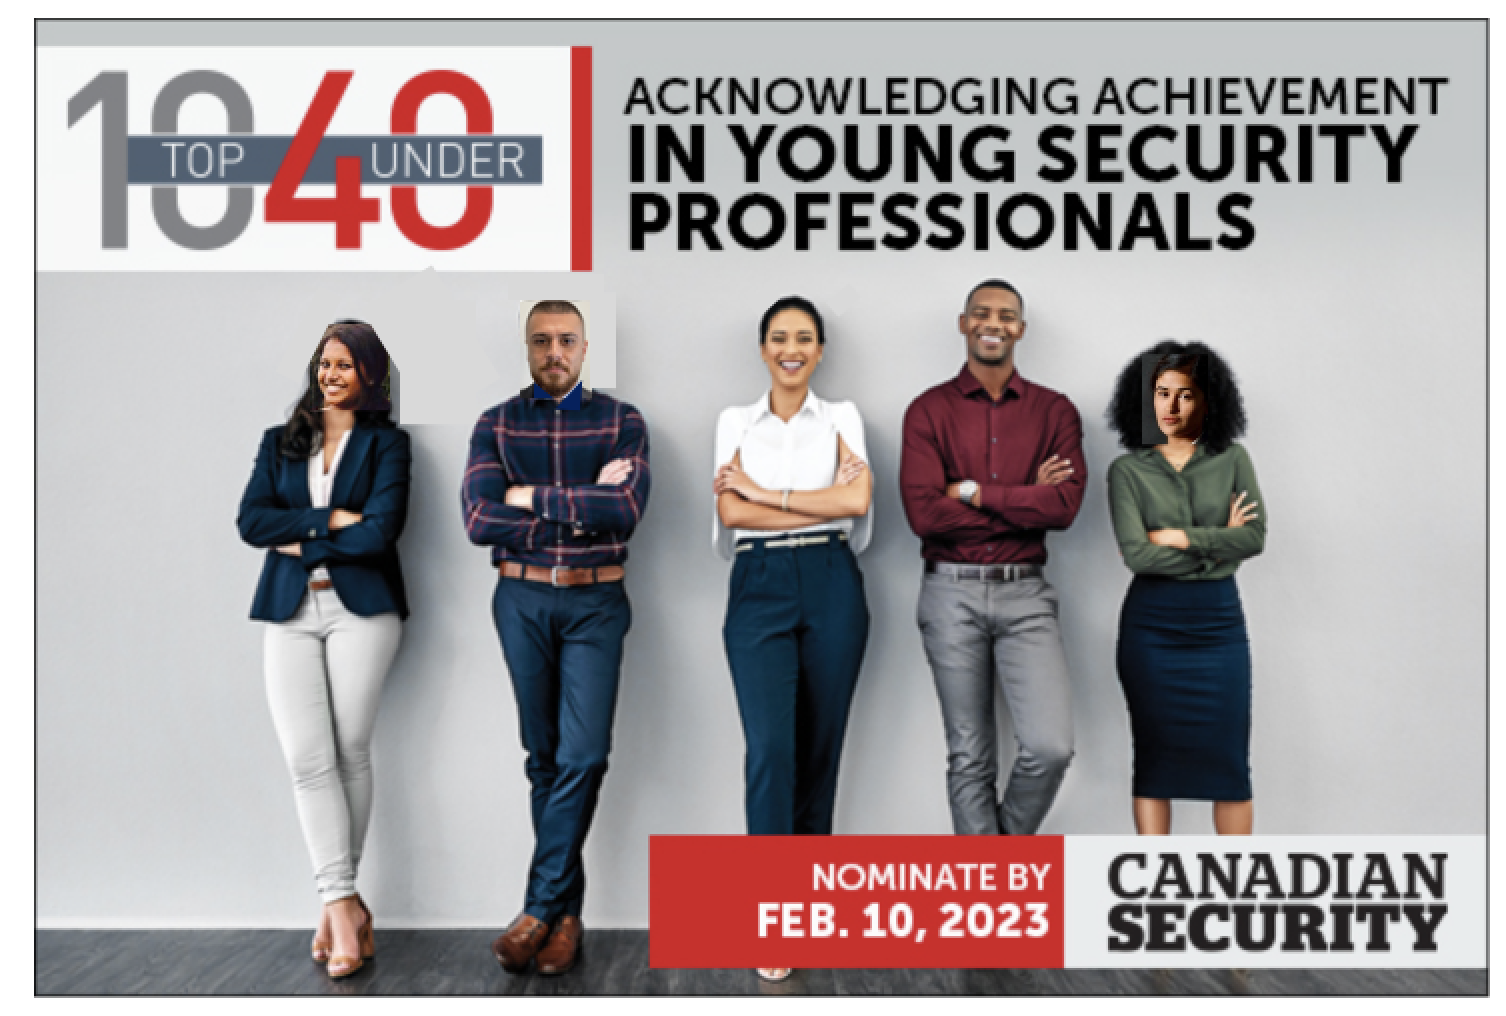 10 40
TOP UNDER
ACKNOWLEDGING ACHIEVEMENT
IN YOUNG SECURITY
PROFESSIONALS
NOMINATE BY
FEB. 10, 2023
CANADIAN
SECURITY